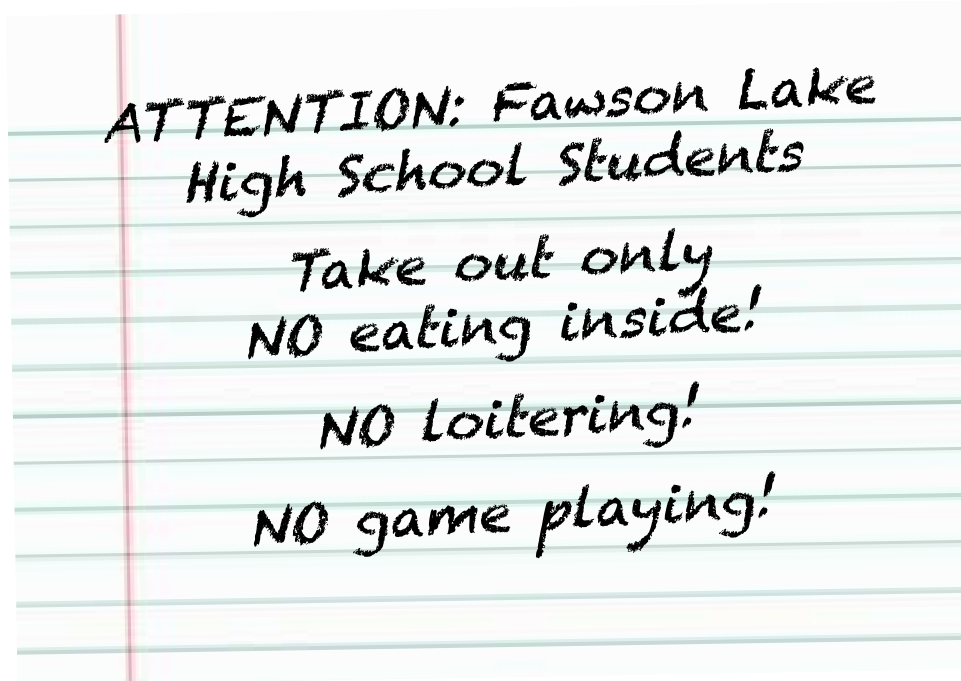 ATTENTION: Fawson Lake
High School Students
Take out only
NO eating inside!
NO loitering!
NO game playing!